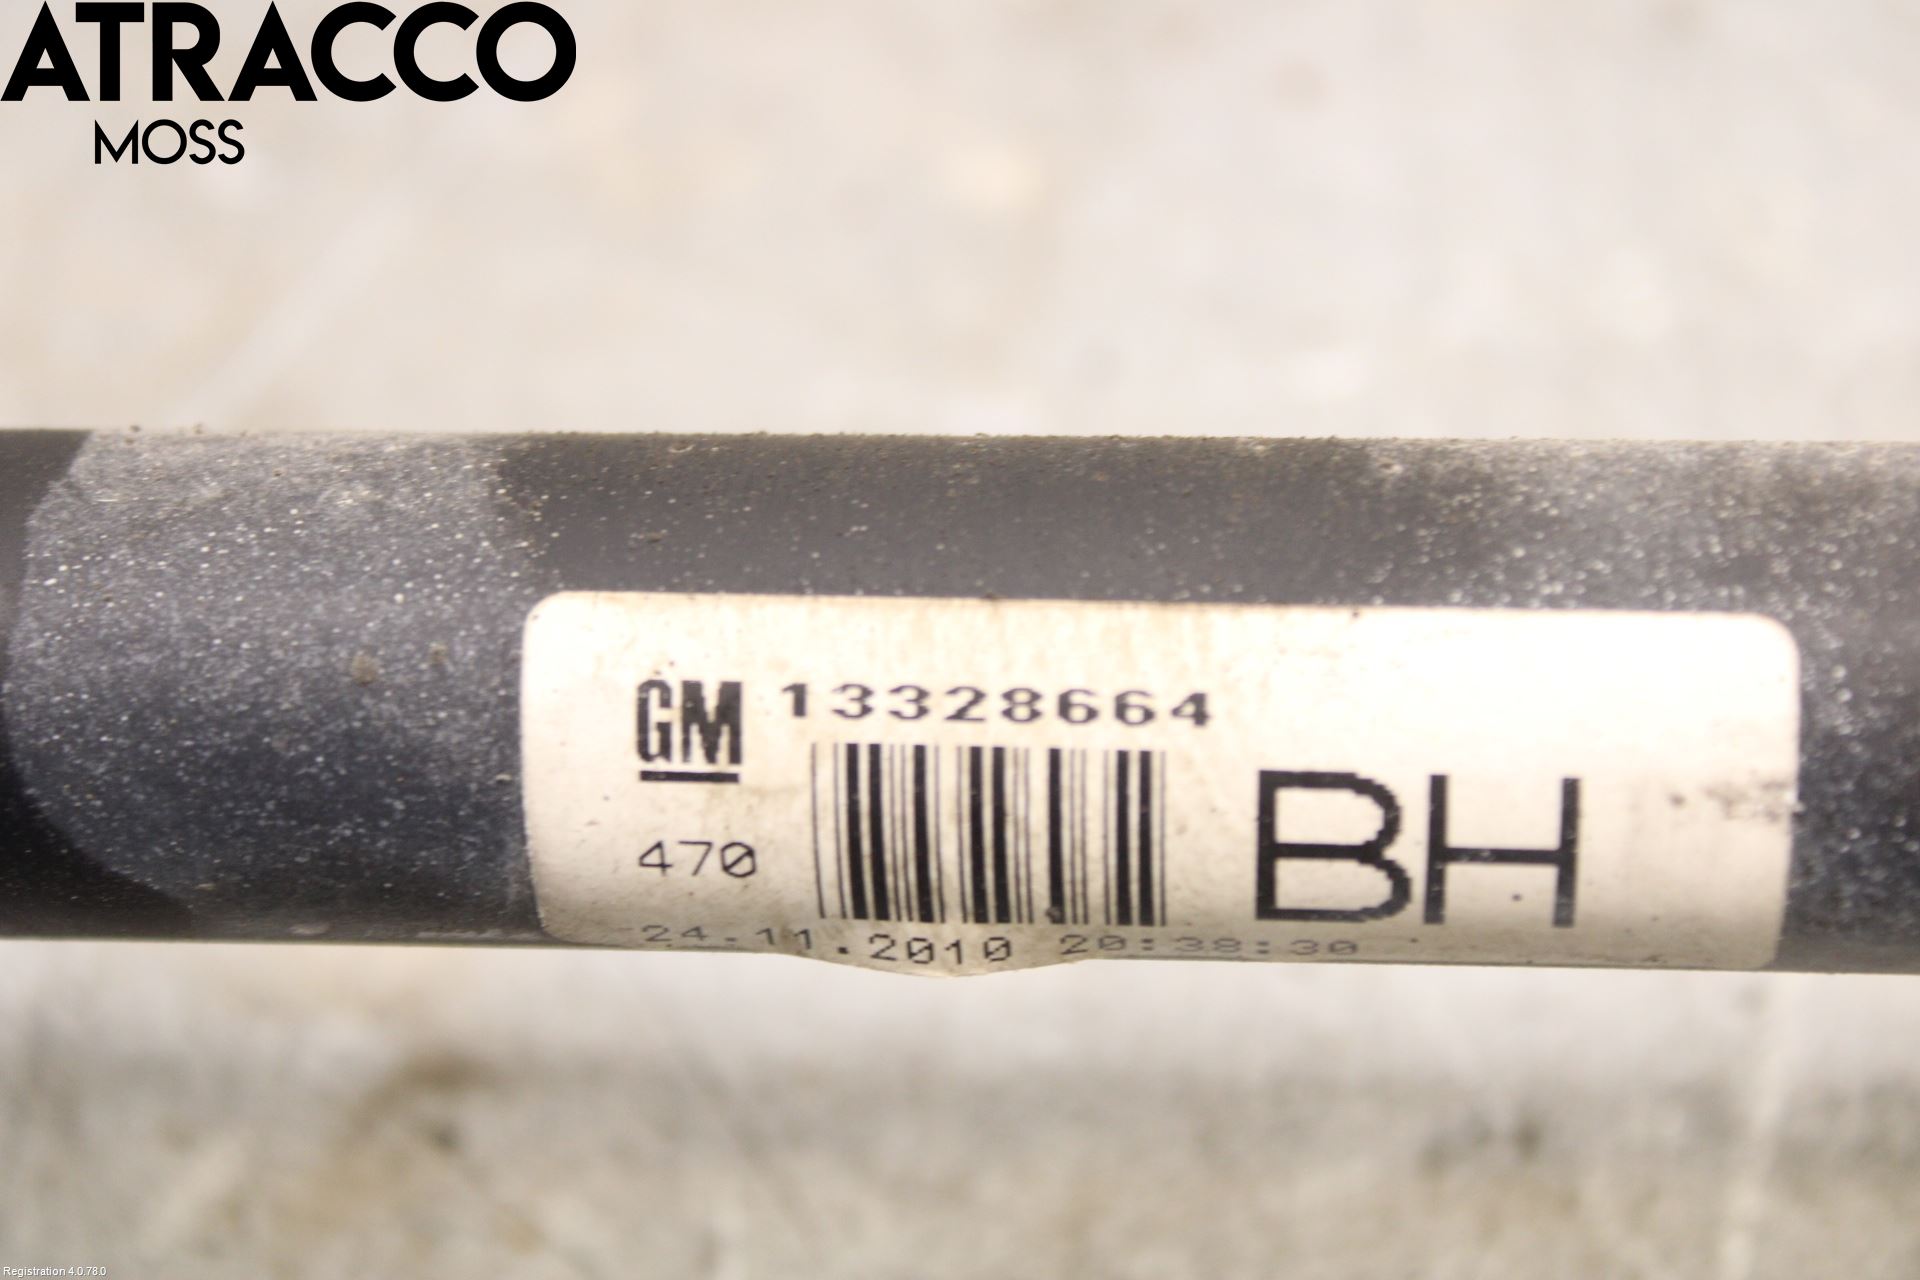 ATRACCO
MOSS
GM 13328664
BH
470
24.11.2010 20:38:30
Registration 4.0.78.0